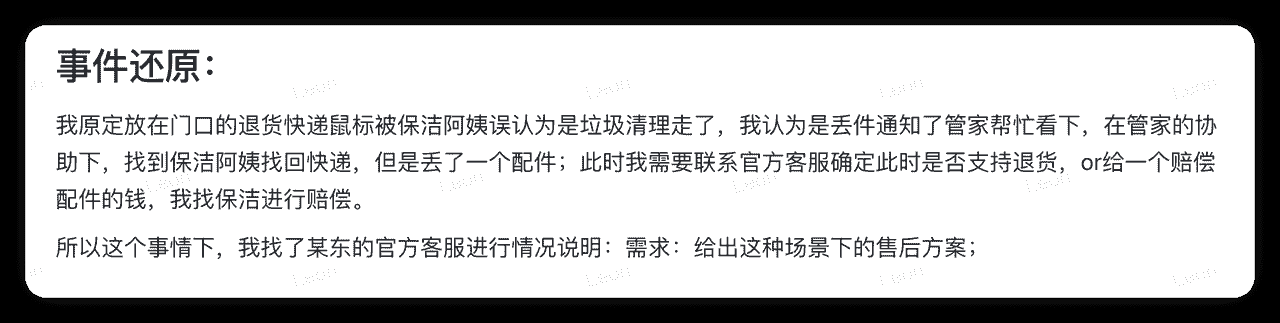 事件还原：
我原定放在门口的退货快递鼠标被保洁阿姨误认为是垃圾清理走了，我认为是丢件通知了管家帮忙看下，在管家的协
助下，找到保洁阿姨找回快递，但是丢了一个配件；此时我需要联系官方客服确定此时是否支持退货，or给一个赔偿
配件的钱，我找保洁进行赔偿。
所以这个事情下，我找了某东的官方客服进行情况说明：需求：给出这种场景下的售后方案；